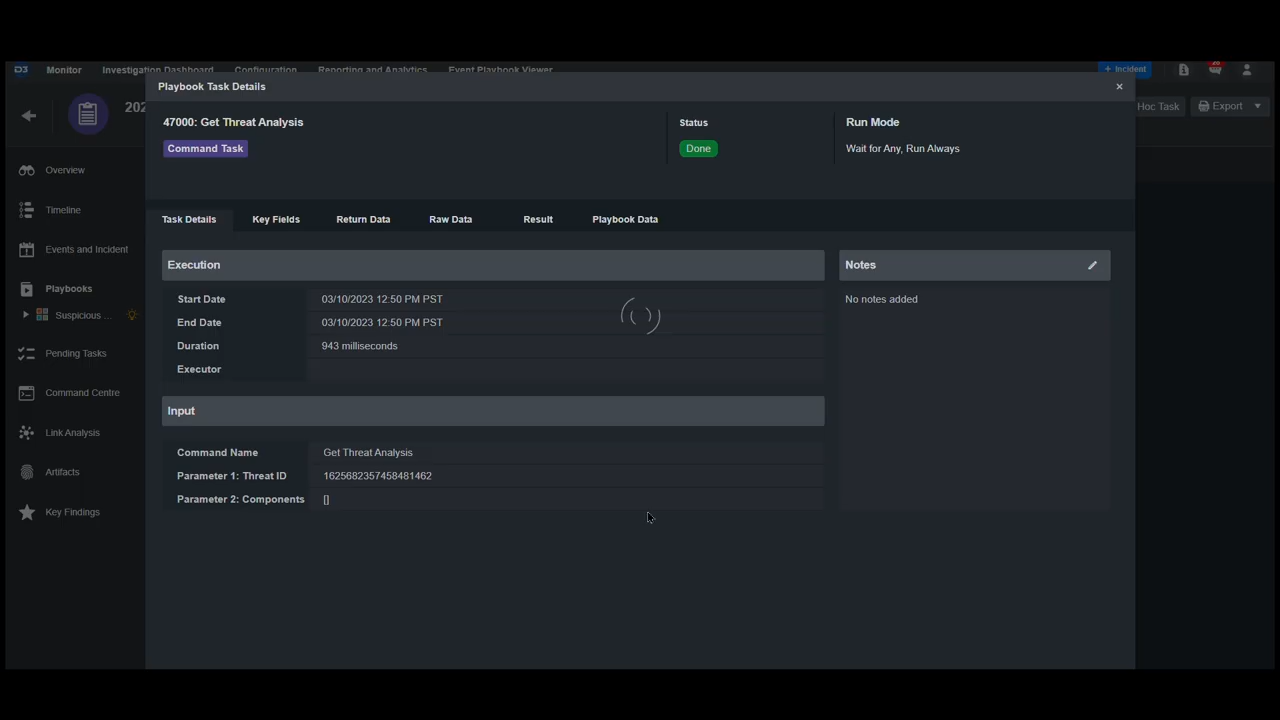 D3 Monitor Investigation Dashboard Configuration Reporting and Analytics Event Playbook Viewer + Incident
Playbook Task Details ×
202
Hoc Task Export
47000: Get Threat Analysis
Command Task
Status
Done
Run Mode
Wait for Any, Run Always
Overview
Timeline
Events and Incident
Playbooks
Suspicious ...
Pending Tasks
Command Centre
Link Analysis
Artifacts
Key Findings
Task Details Key Fields Return Data Raw Data Result Playbook Data
Execution
Start Date 03/10/2023 12:50 PM PST
End Date 03/10/2023 12:50 PM PST
Duration 943 milliseconds
Executor
Input
Command Name Get Threat Analysis
Parameter 1: Threat ID 1625682357458481462
Parameter 2: Components []
Notes
No notes added